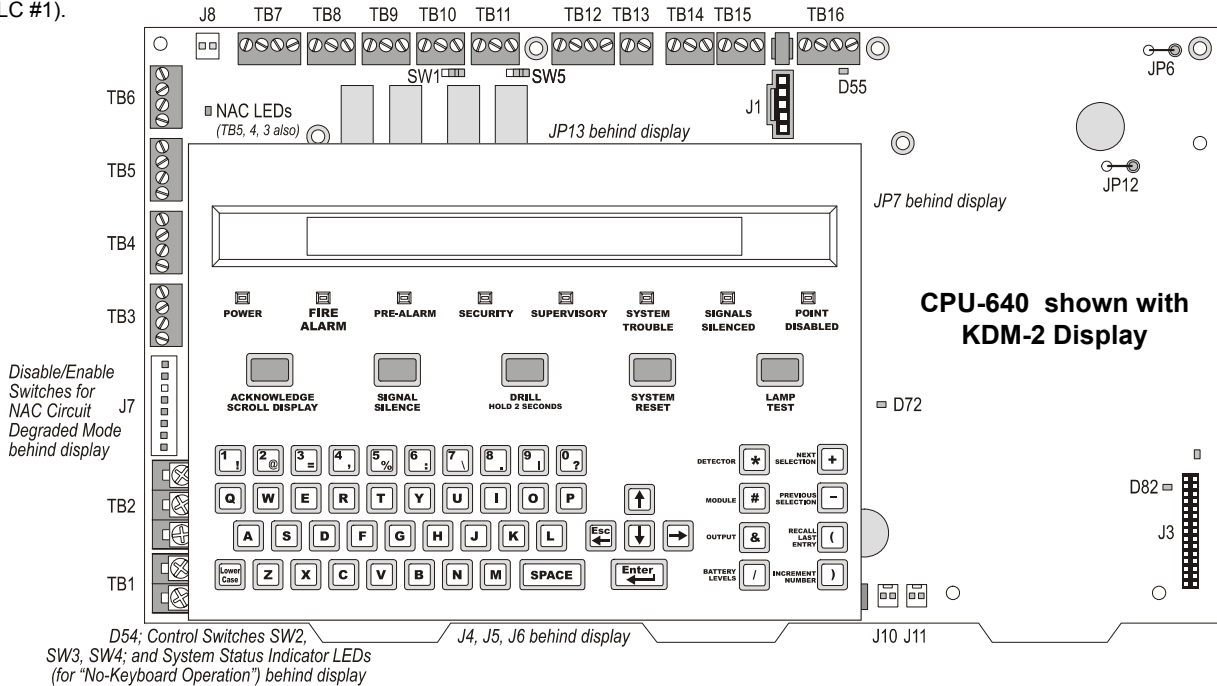 LC #1).
J8 TB7 TB8 TB9 TB10 TB11 TB12 TB13 TB14 TB15 TB16
SW1 SW5
D55
JP6
TB6
NAC LEDs
(TB5, 4, 3 also)
J1
JP13 behind display
TB5
JP12
JP7 behind display
TB4
TB3
POWER
FIRE
ALARM
PRE-ALARM
SECURITY
SUPERVISORY
SYSTEM
TROUBLE
SIGNALS
SILENCED
POINT
DISABLED
CPU-640 shown with
KDM-2 Display
Disable/Enable
Switches for
NAC Circuit
Degraded Mode
behind display
J7
ACKNOWLEDGE
SCROLL DISPLAY
SIGNAL
SILENCE
DRILL
HOLD 2 SECONDS
SYSTEM
RESET
LAMP
TEST
D72
1 ! 2 @ 3 = 4 , 5 % 6 : 7 \ 8 . 9 | 0 ?
DETECTOR *
NEXT
SELECTION +
Q W E R T Y U I O P ↑
MODULE #
PREVIOUS
SELECTION −
D82
TB2
A S D F G H J K L
Esc
← ↓ →
OUTPUT &
RECALL
LAST
ENTRY (
J3
TB1
Lower
Case
Z X C V B N M SPACE
Enter
BATTERY
LEVELS /
INCREMENT
NUMBER )
J10 J11
D54; Control Switches SW2,
SW3, SW4; and System Status Indicator LEDs
(for “No-Keyboard Operation”) behind display
J4, J5, J6 behind display